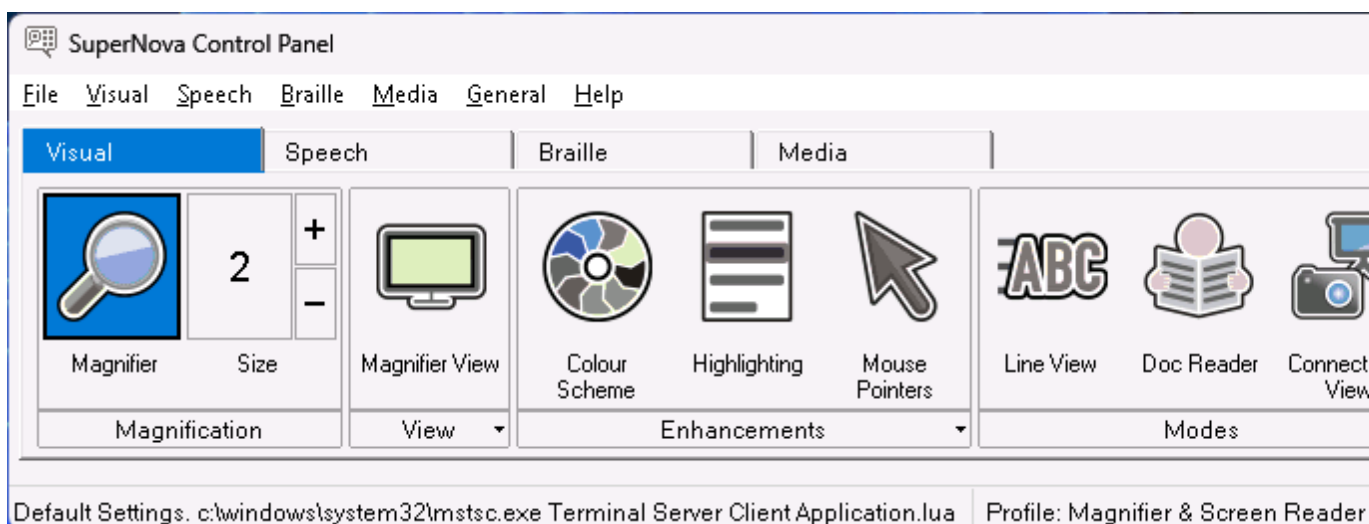 SuperNova Control Panel
File Visual Speech Braille Media General Help
Visual Speech Braille Media
2 + −
ABC
Magnifier Size Magnifier View Colour Scheme Highlighting Mouse Pointers Line View Doc Reader Connect View
Magnification View Enhancements Modes
Default Settings. c:\windows\system32\mstsc.exe Terminal Server Client Application.lua Profile: Magnifier & Screen Reader